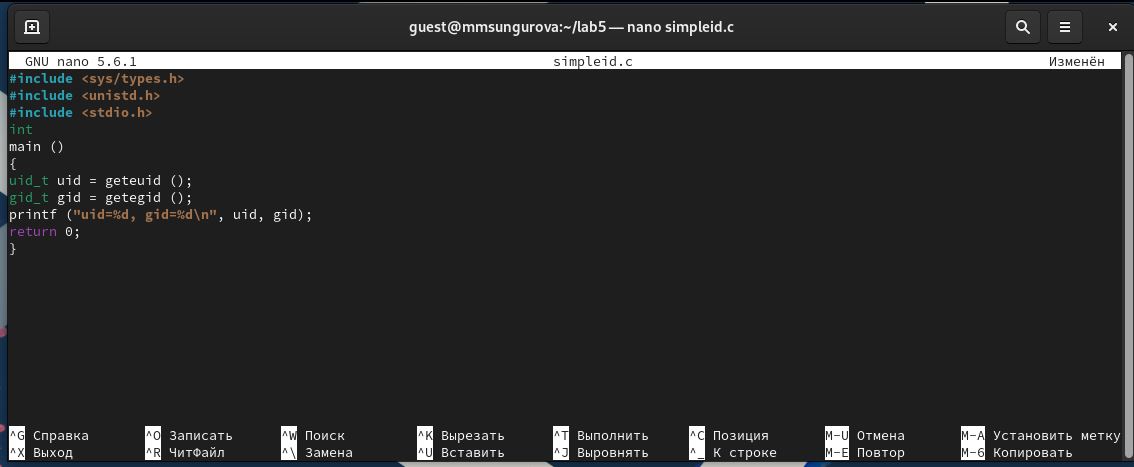 guest@mmsungurova:~/lab5 — nano simpleid.c
GNU nano 5.6.1 simpleid.c Изменён
#include <sys/types.h>
#include <unistd.h>
#include <stdio.h>
int
main ()
{
uid_t uid = geteuid ();
gid_t gid = getegid ();
printf ("uid=%d, gid=%d\n", uid, gid);
return 0;
}
^G Справка ^O Записать ^W Поиск ^K Вырезать ^T Выполнить ^C Позиция M-U Отмена M-A Установить метку
^X Выход ^R ЧитФайл ^\ Замена ^U Вставить ^J Выровнять ^_ К строке M-E Повтор M-6 Копировать